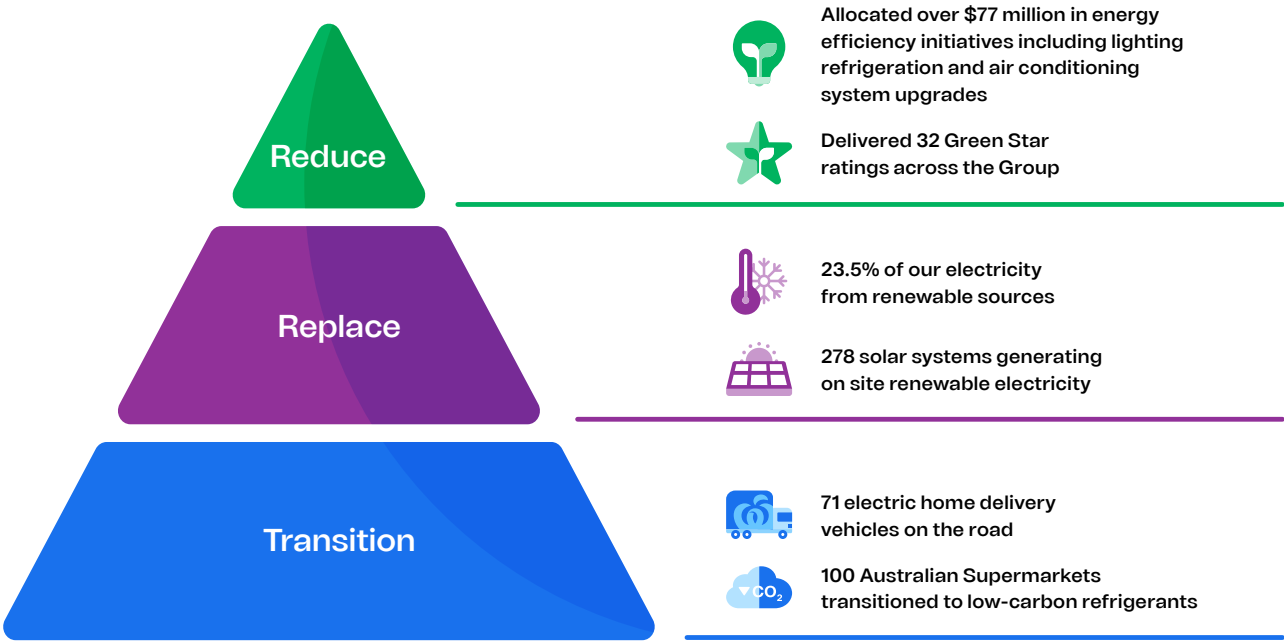 Reduce
Allocated over $77 million in energy
efficiency initiatives including lighting
refrigeration and air conditioning
system upgrades
Delivered 32 Green Star
ratings across the Group
Replace
23.5% of our electricity
from renewable sources
278 solar systems generating
on site renewable electricity
Transition
71 electric home delivery
vehicles on the road
▼CO₂
100 Australian Supermarkets
transitioned to low-carbon refrigerants